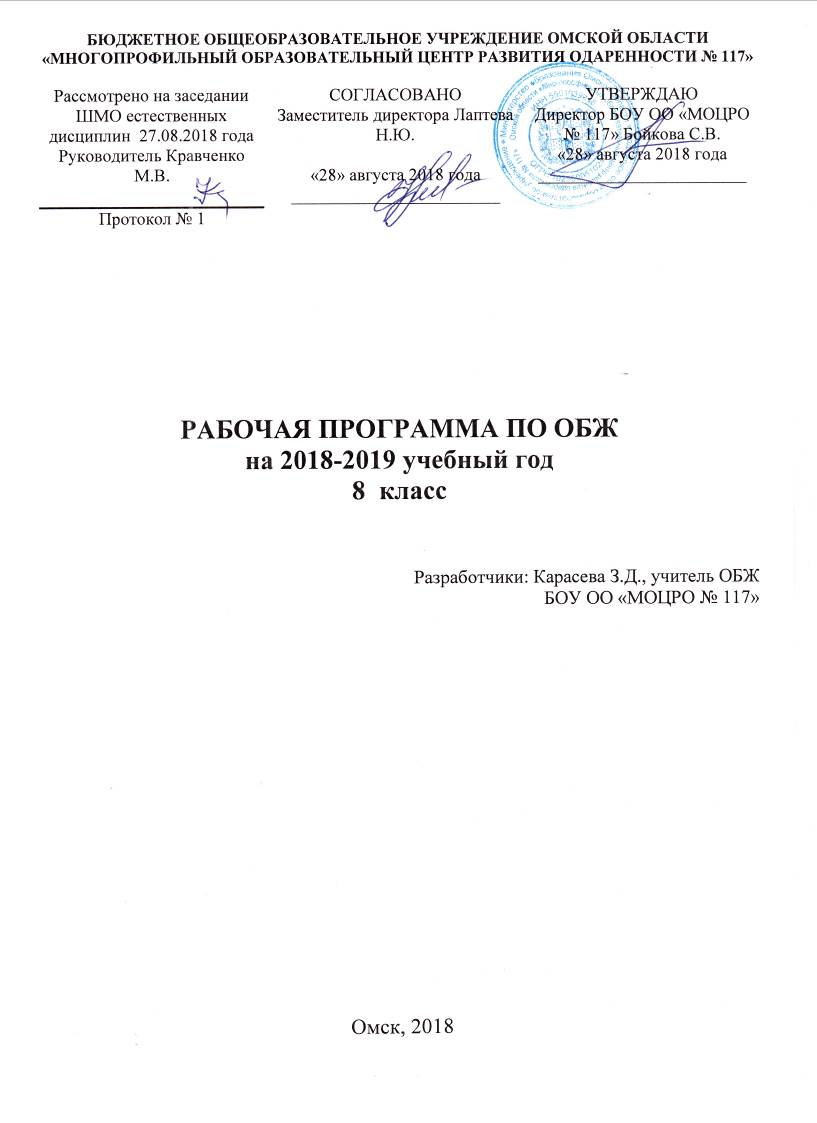 БЮДЖЕТНОЕ ОБЩЕОБРАЗОВАТЕЛЬНОЕ УЧРЕЖДЕНИЕ ОМСКОЙ ОБЛАСТИ
«МНОГОПРОФИЛЬНЫЙ ОБРАЗОВАТЕЛЬНЫЙ ЦЕНТР РАЗВИТИЯ ОДАРЕННОСТИ № 117»
Рассмотрено на заседании
ШМО естественных
дисциплин 27.08.2018 года
Руководитель Кравченко
М.В.
Протокол № 1
СОГЛАСОВАНО
Заместитель директора Лаптева
Н.Ю.
«28» августа 2018 года
УТВЕРЖДАЮ
Директор БОУ ОО «МОЦРО
№ 117» Бойкова С.В.
«28» августа 2018 года
РАБОЧАЯ ПРОГРАММА ПО ОБЖ
на 2018-2019 учебный год
8 класс
Разработчики: Карасева З.Д., учитель ОБЖ
БОУ ОО «МОЦРО № 117»
Омск, 2018